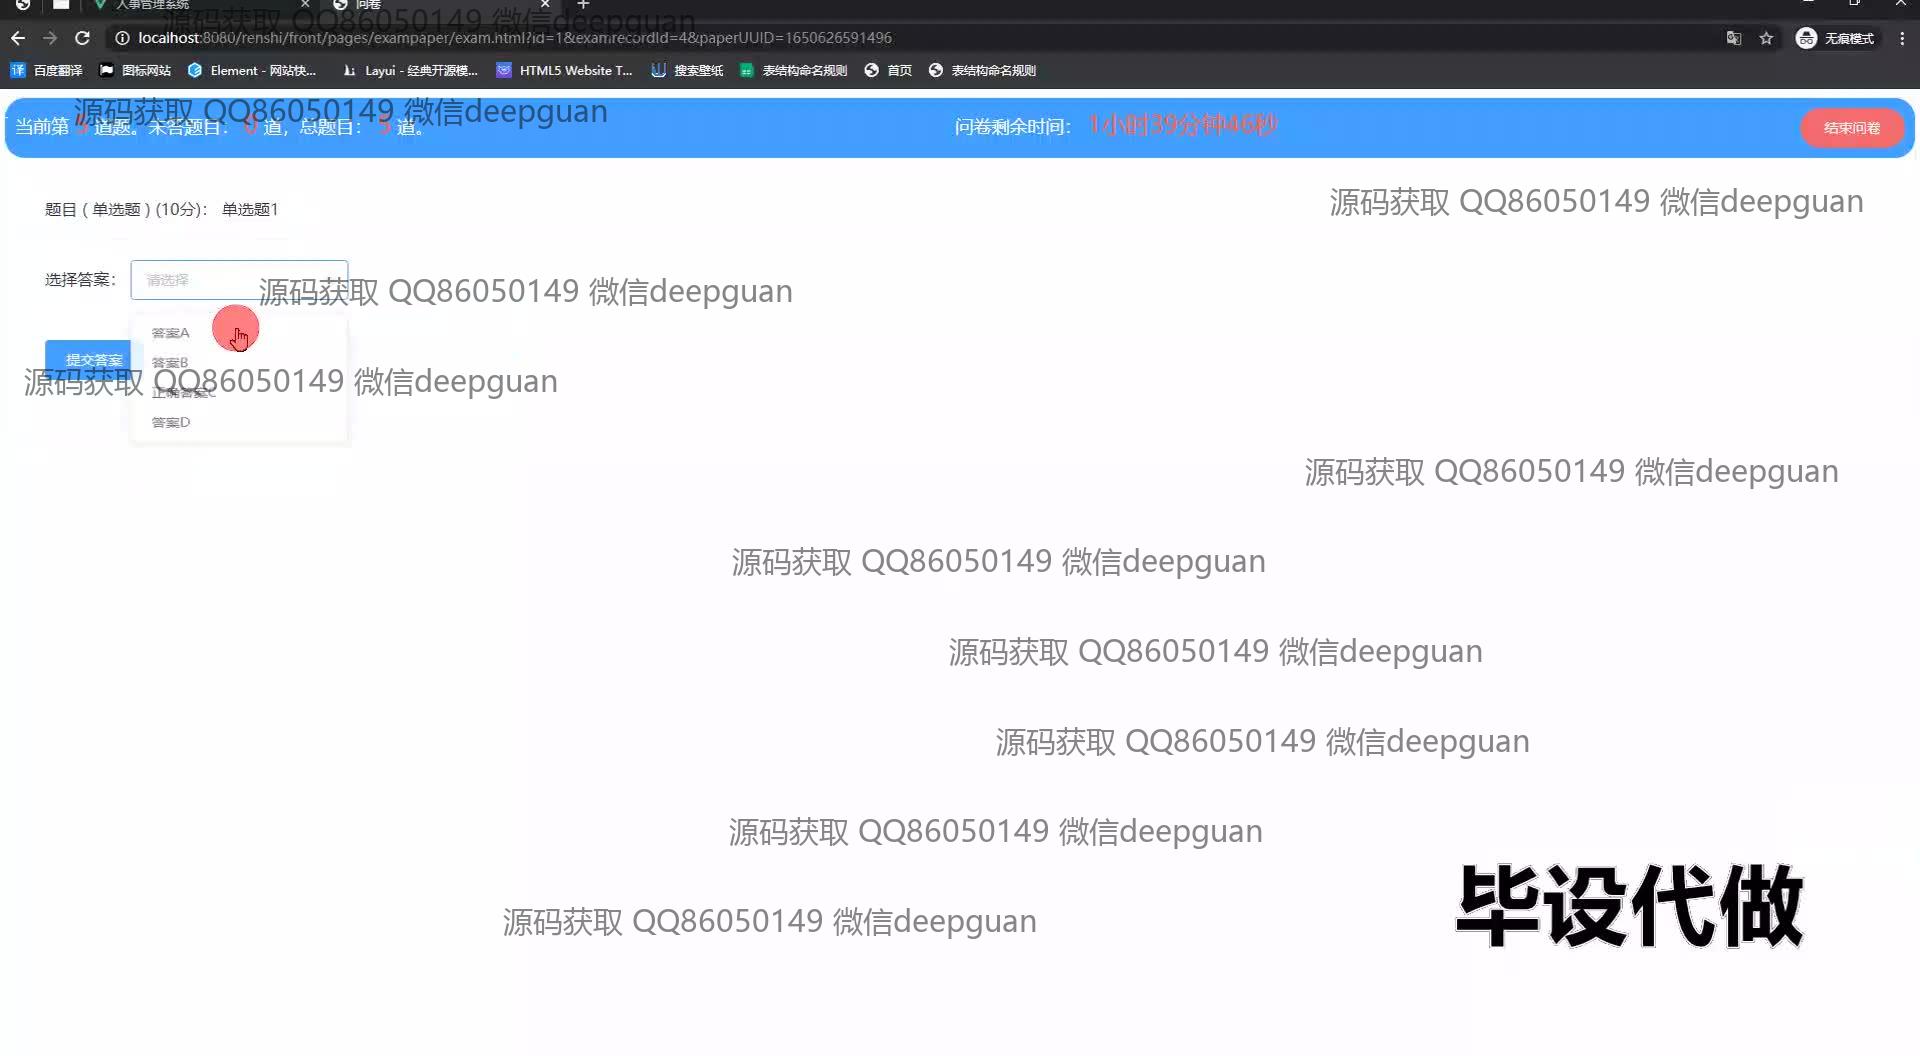 人事管理系统
问卷
源码获取 QQ86050149 微信deepguan
localhost:8080/renshi/front/pages/exampaper/exam.html?id=1&examrecordId=4&paperUUID=1650626591496
无痕模式
百度翻译
图标网站
Element - 网站快...
Layui - 经典开源模...
HTML5 Website T...
搜索壁纸
表结构命名规则
首页
表结构命名规则
源码获取 QQ86050149 微信deepguan
当前第 5 道题。未答题目： 0 道，总题目： 5 道。
问卷剩余时间： 1小时39分钟46秒
结束问卷
源码获取 QQ86050149 微信deepguan
题目 ( 单选题 ) (10分)： 单选题1
选择答案：
请选择
源码获取 QQ86050149 微信deepguan
答案A
提交答案
答案B
源码获取 QQ86050149 微信deepguan
正确答案C
答案D
源码获取 QQ86050149 微信deepguan
源码获取 QQ86050149 微信deepguan
源码获取 QQ86050149 微信deepguan
源码获取 QQ86050149 微信deepguan
源码获取 QQ86050149 微信deepguan
毕设代做
源码获取 QQ86050149 微信deepguan